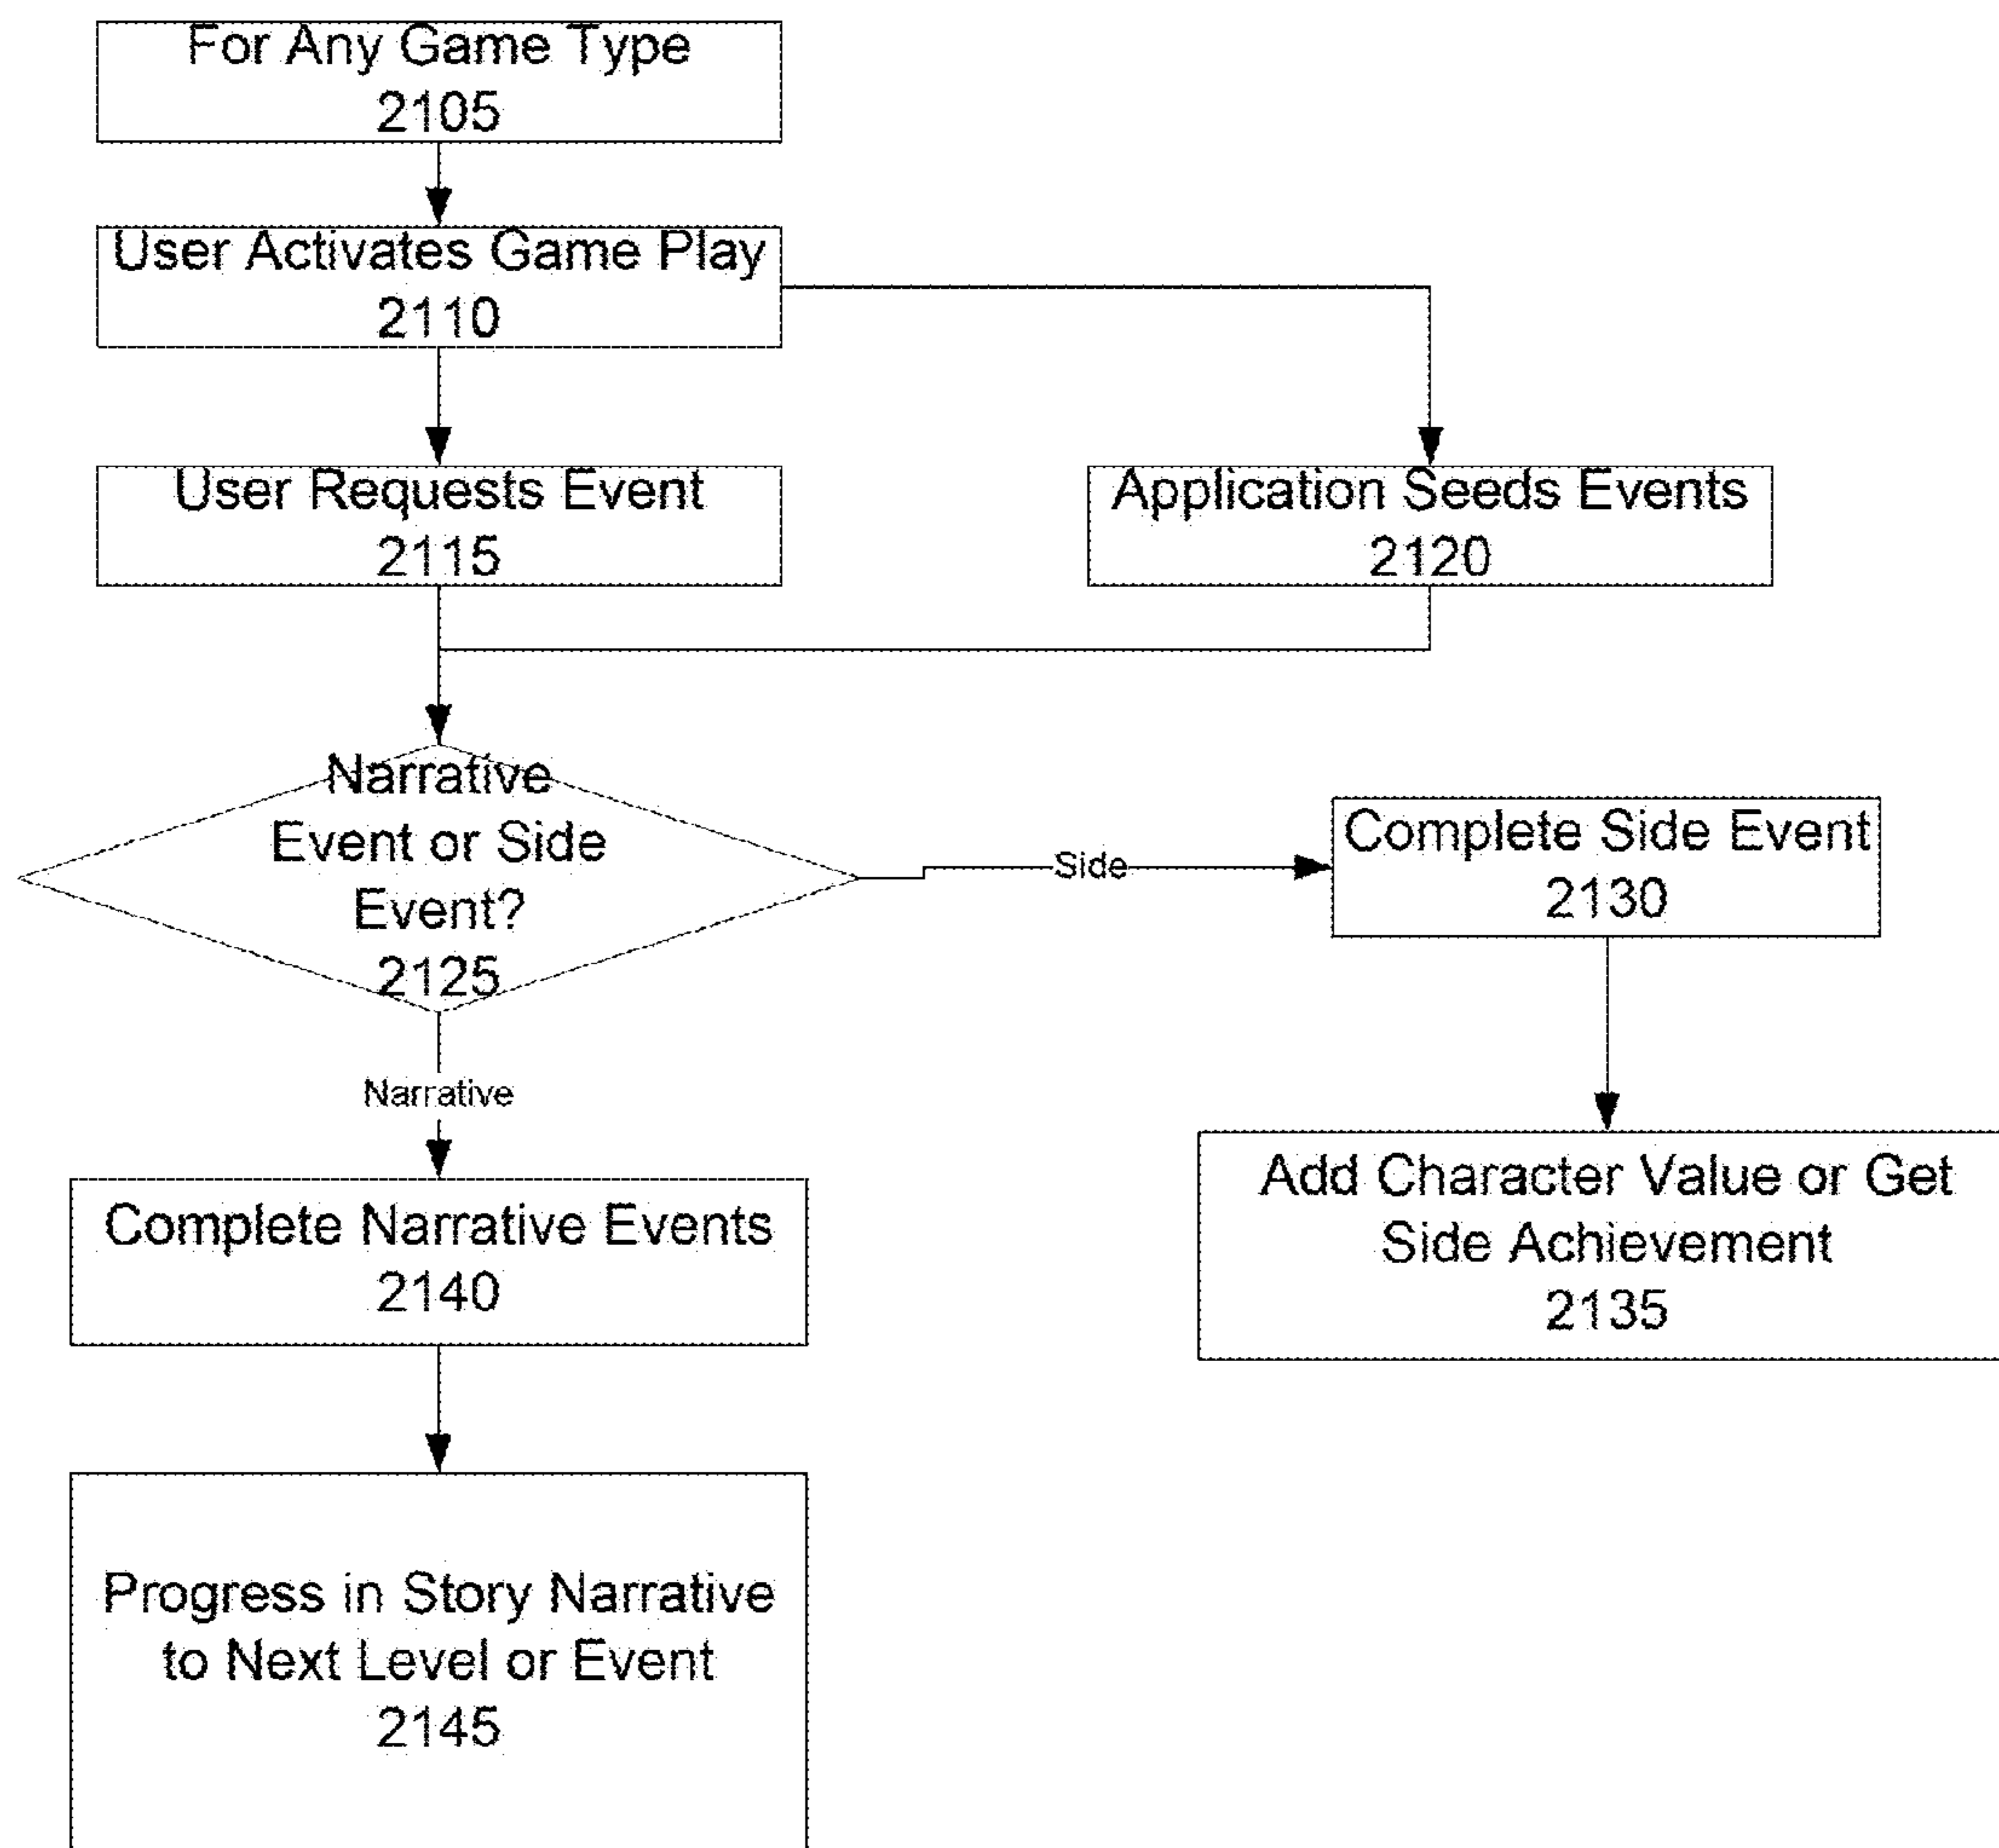 For Any Game Type
2105
User Activates Game Play
2110
User Requests Event
2115
Application Seeds Events
2120
Narrative
Event or Side
Event?
2125
Side
Complete Side Event
2130
Narrative
Add Character Value or Get
Side Achievement
2135
Complete Narrative Events
2140
Progress in Story Narrative
to Next Level or Event
2145